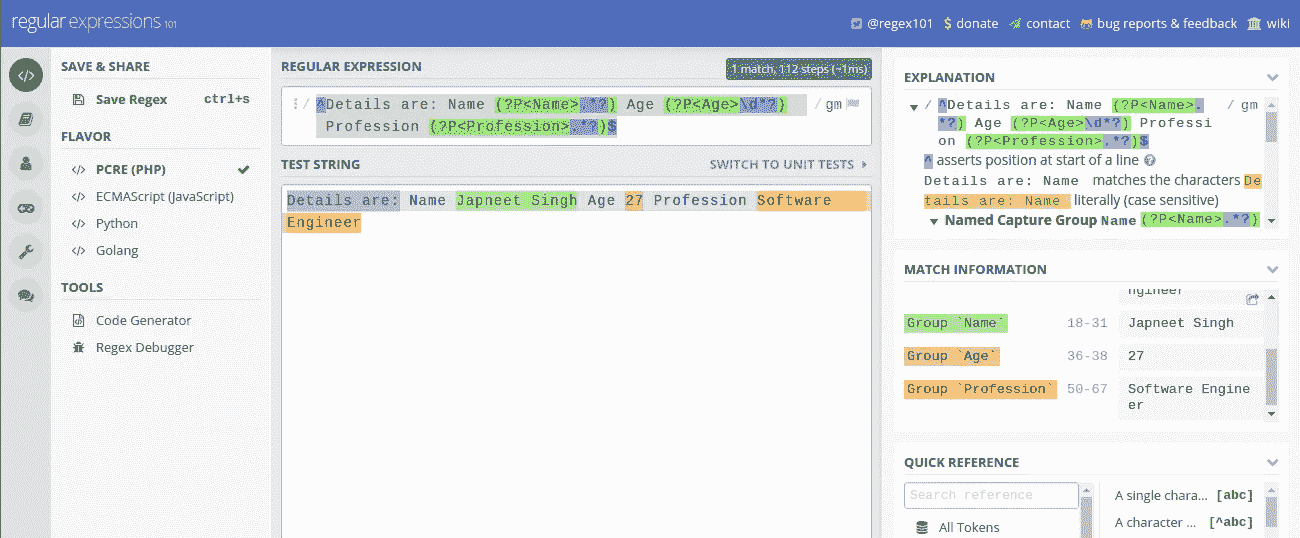 regular expressions 101
@regex101 $ donate contact bug reports & feedback wiki
SAVE & SHARE
Save Regex ctrl+s
FLAVOR
</> PCRE (PHP)
</> ECMAScript (JavaScript)
</> Python
</> Golang
TOOLS
Code Generator
Regex Debugger
REGULAR EXPRESSION
1 match, 112 steps (~1ms)
/ ^Details are: Name (?P<Name>.*?) Age (?P<Age>\d*?) / gm
Profession (?P<Profession>.*?)$
TEST STRING
SWITCH TO UNIT TESTS
Details are: Name Japneet Singh Age 27 Profession Software
Engineer
EXPLANATION
/ ^Details are: Name (?P<Name>. / gm
*?) Age (?P<Age>\d*?) Professi
on (?P<Profession>.*?)$
^ asserts position at start of a line
Details are: Name matches the characters De
tails are: Name literally (case sensitive)
Named Capture Group Name (?P<Name>.*?)
MATCH INFORMATION
ngineer
Group `Name` 18-31 Japneet Singh
Group `Age` 36-38 27
Group `Profession` 50-67 Software Engine
er
QUICK REFERENCE
Search reference
All Tokens
A single chara... [abc]
A character ... [^abc]